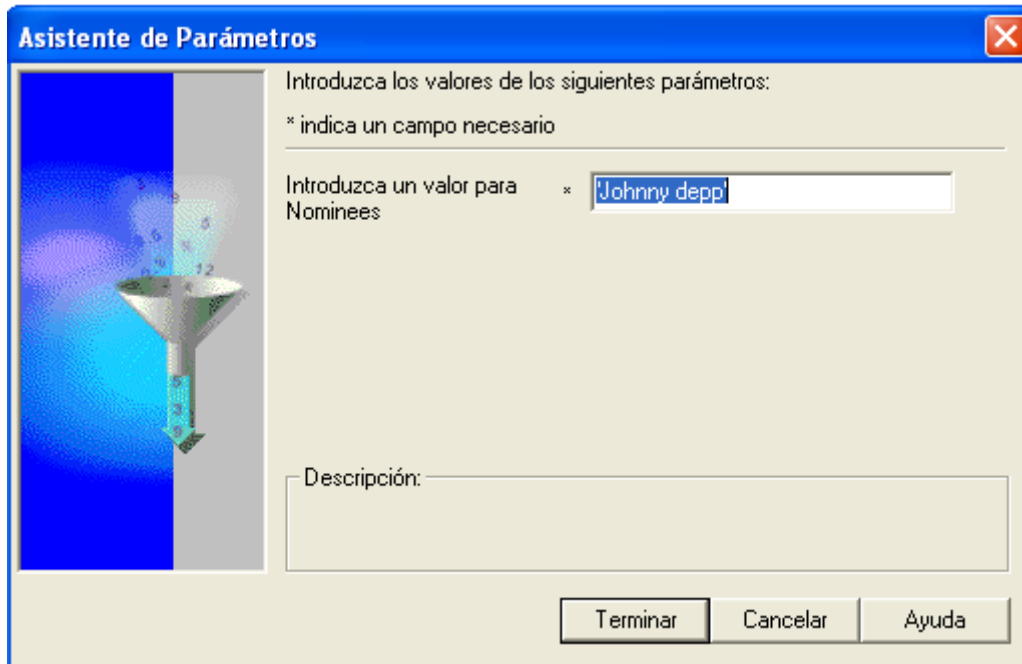 Asistente de Parámetros
Introduzca los valores de los siguientes parámetros:
* indica un campo necesario
Introduzca un valor para
Nominees
* 'Johnny depp'
Descripción:
Terminar Cancelar Ayuda